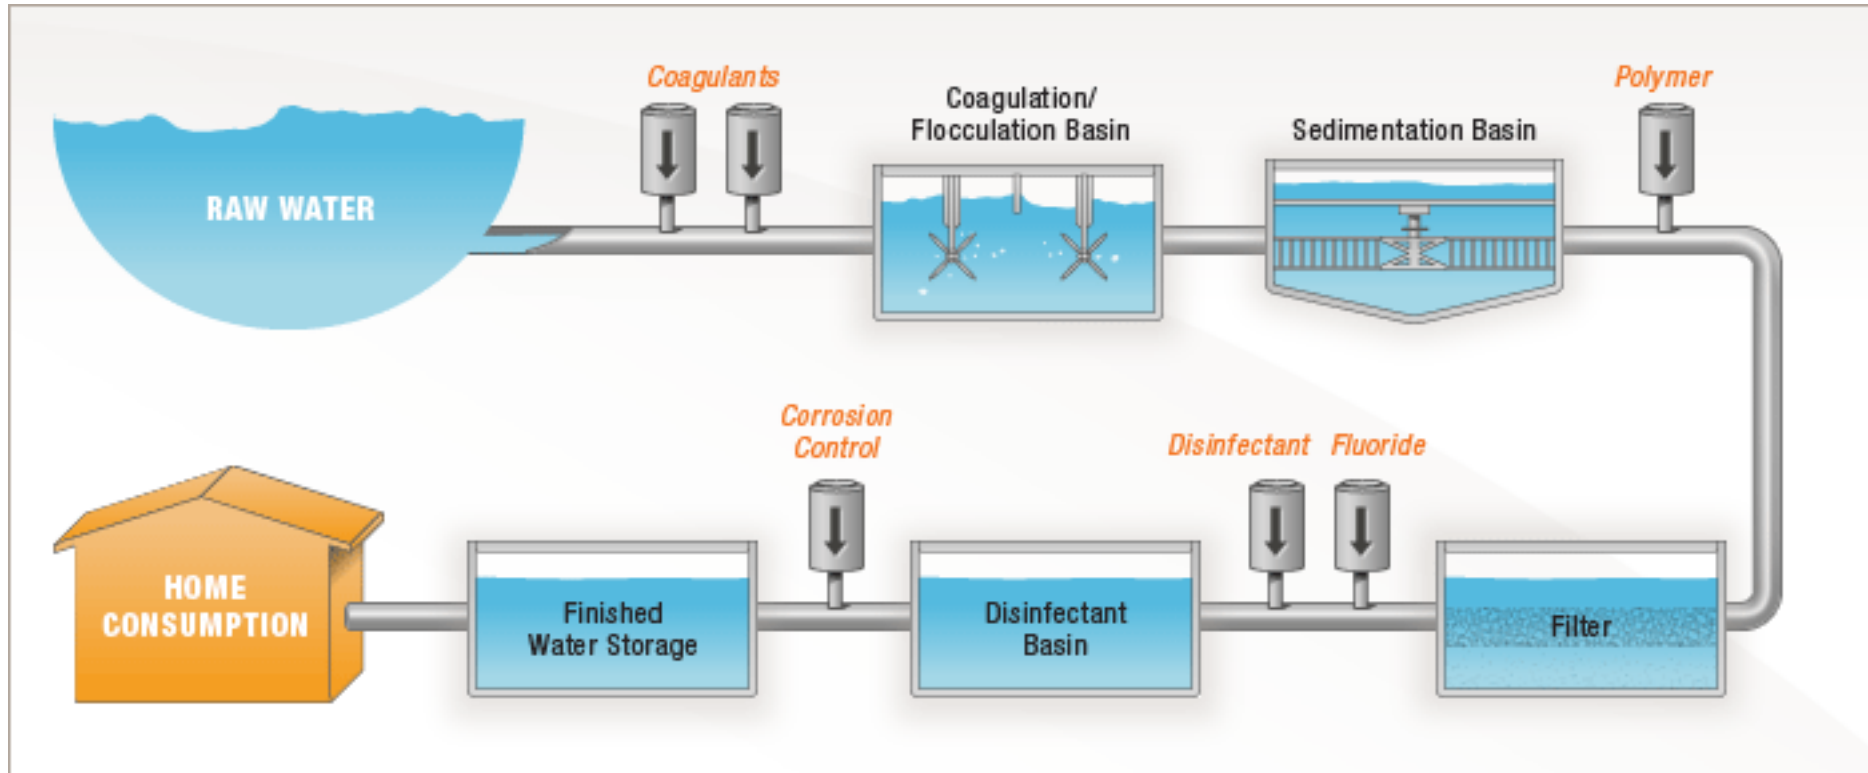 Coagulants
Coagulation/
Flocculation Basin
Sedimentation Basin
Polymer
RAW WATER
Corrosion
Control
Disinfectant
Fluoride
HOME
CONSUMPTION
Finished
Water Storage
Disinfectant
Basin
Filter